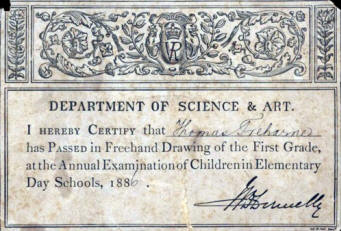 VR
DEPARTMENT OF SCIENCE & ART.
I HEREBY CERTIFY that Thomas Treharne
has PASSED in Freehand Drawing of the First Grade,
at the Annual Examination of Children in Elementary
Day Schools, 1886.